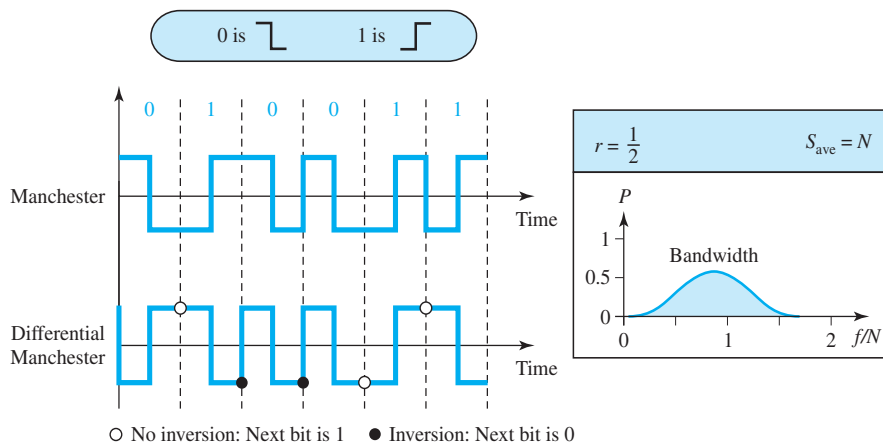 0 is 1 is
0 1 0 0 1 1
Manchester
Time
Differential
Manchester
Time
○ No inversion: Next bit is 1 ● Inversion: Next bit is 0
r = 1/2 S_ave = N
P
1
Bandwidth
0.5
0
0 1 2 f/N